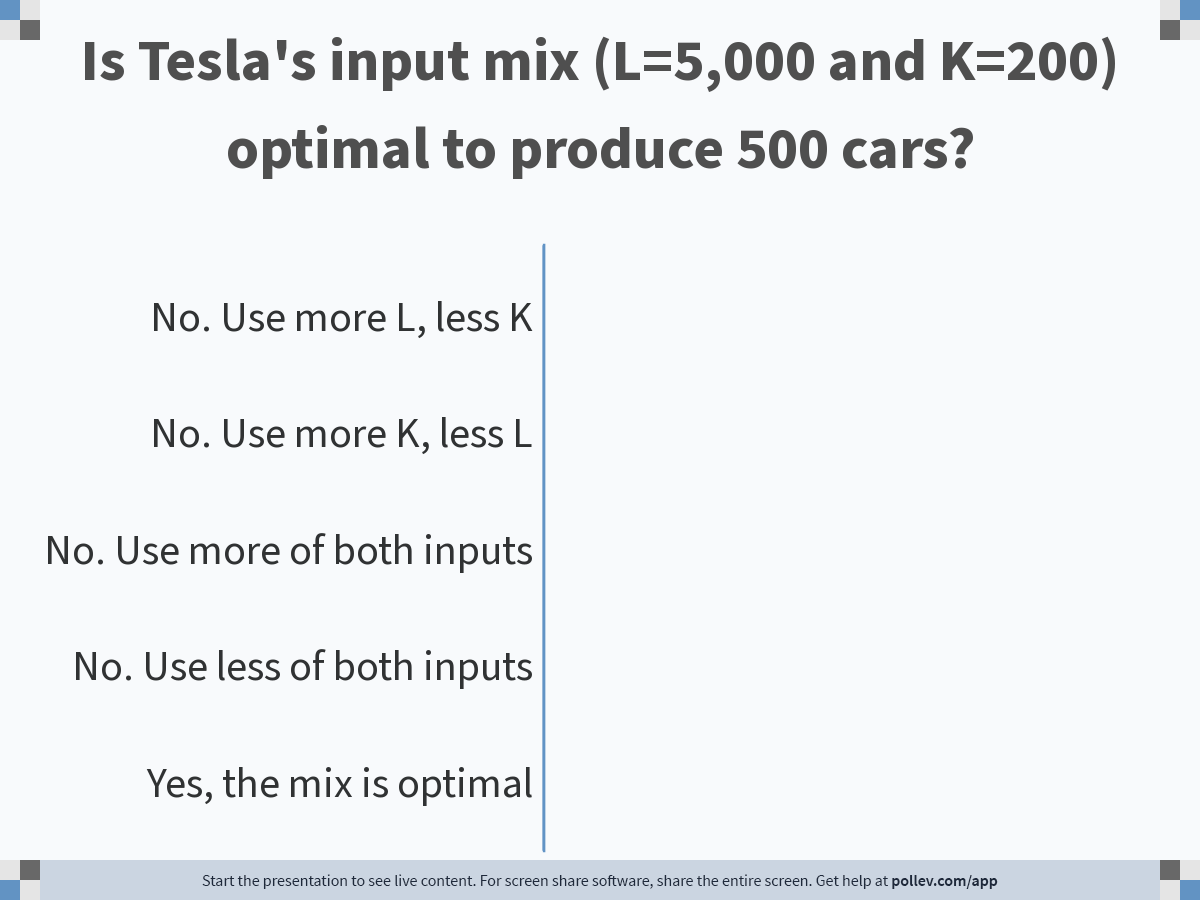 Is Tesla's input mix (L=5,000 and K=200)
optimal to produce 500 cars?
No. Use more L, less K
No. Use more K, less L
No. Use more of both inputs
No. Use less of both inputs
Yes, the mix is optimal
Start the presentation to see live content. For screen share software, share the entire screen. Get help at pollev.com/app